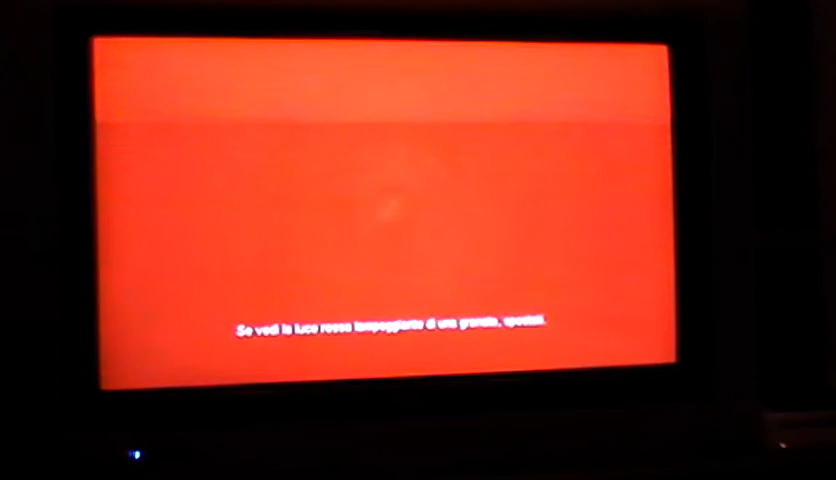 Se vedi la luce rossa lampeggiante di una granata, spostati.